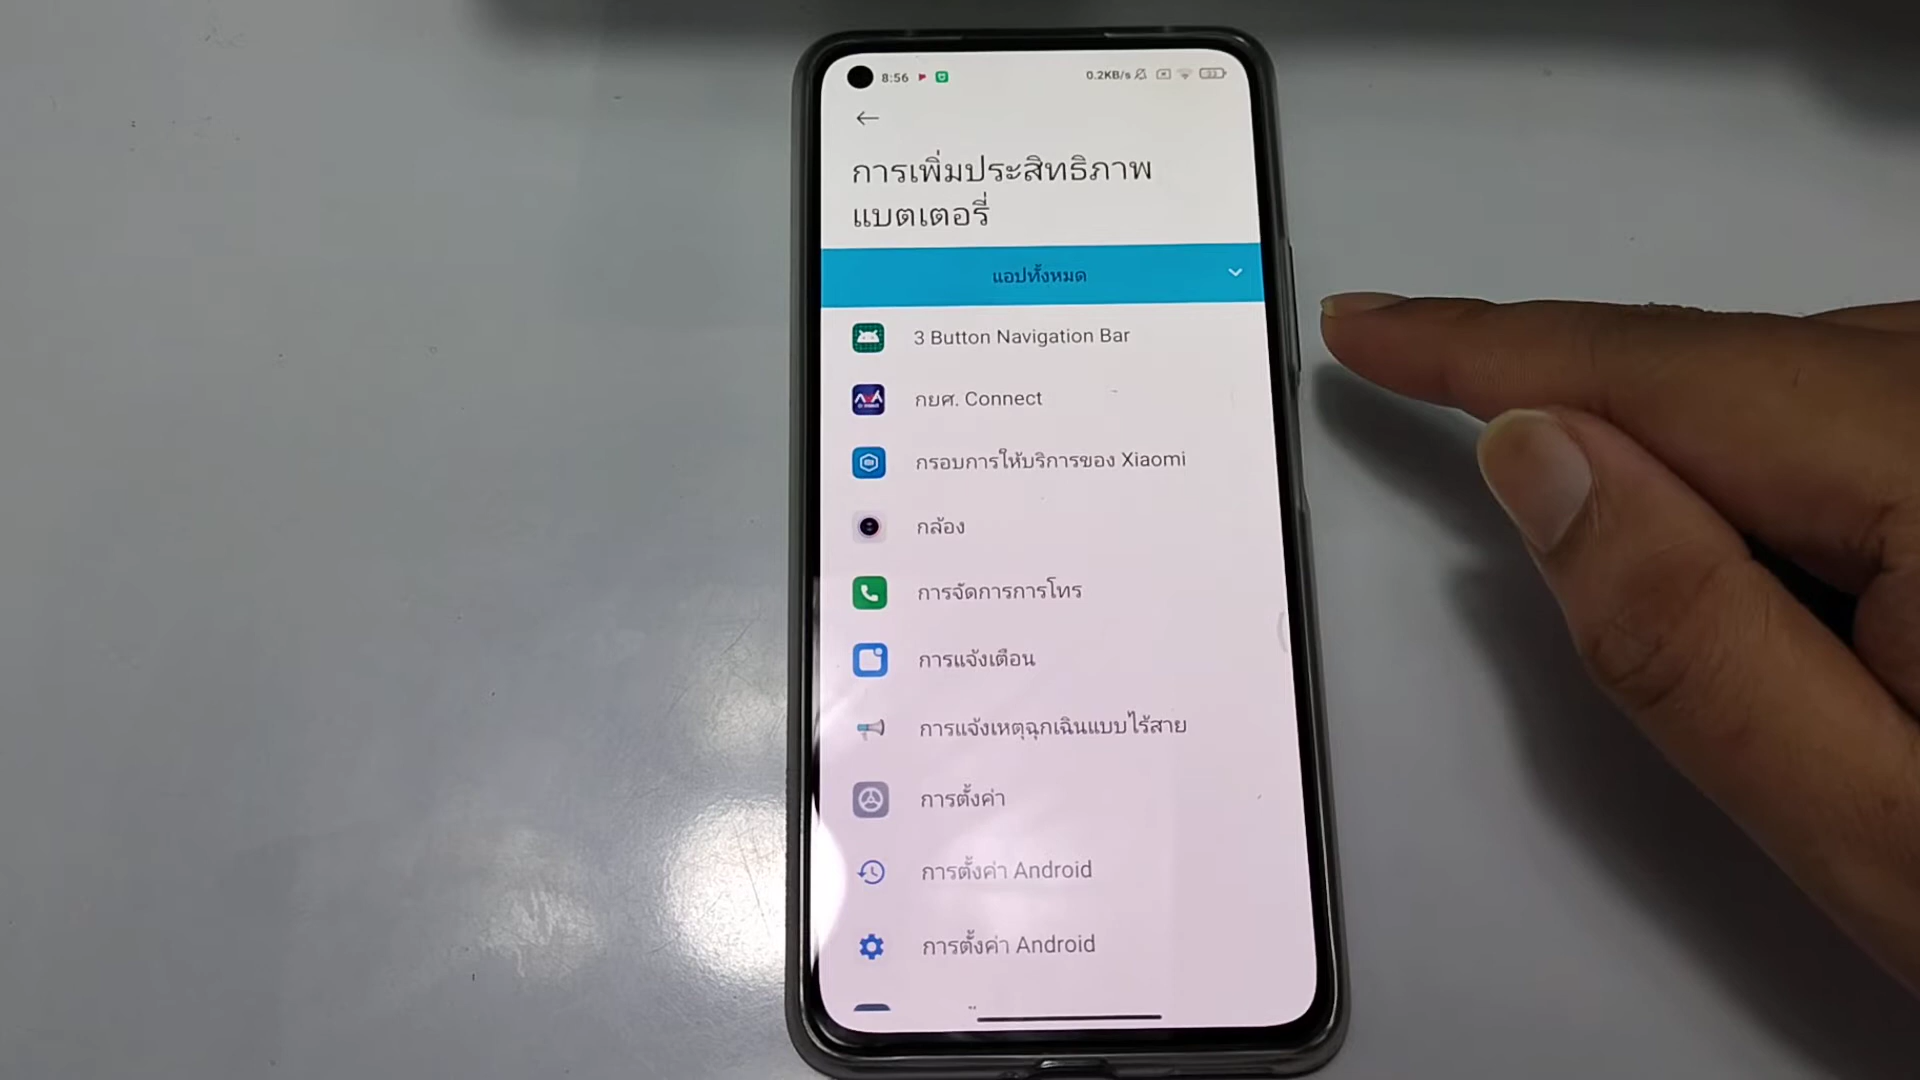 8:56
0.2KB/s
33
การเพิ่มประสิทธิภาพ
แบตเตอรี่
แอปทั้งหมด
3 Button Navigation Bar
กยศ. Connect
กรอบการให้บริการของ Xiaomi
กล้อง
การจัดการการโทร
การแจ้งเตือน
การแจ้งเหตุฉุกเฉินแบบไร้สาย
การตั้งค่า
การตั้งค่า Android
การตั้งค่า Android